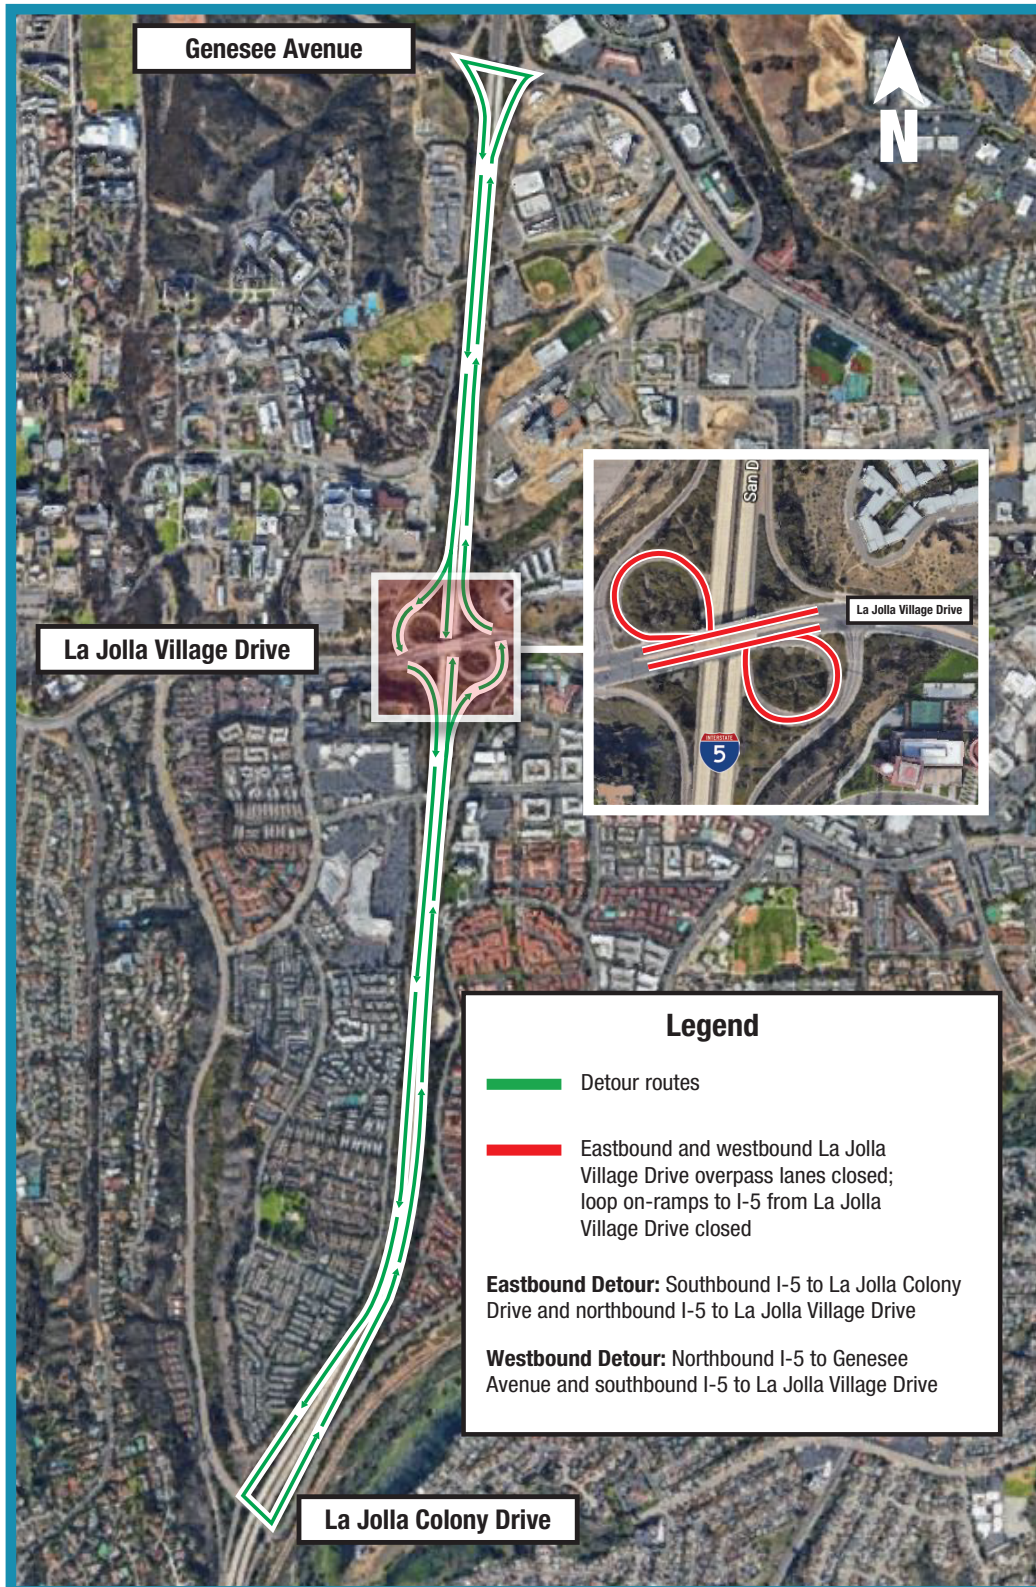 Genesee Avenue
N
San D
La Jolla Village Drive
INTERSTATE
5
La Jolla Village Drive
Legend
Detour routes
Eastbound and westbound La Jolla
Village Drive overpass lanes closed;
loop on-ramps to I-5 from La Jolla
Village Drive closed
Eastbound Detour: Southbound I-5 to La Jolla Colony
Drive and northbound I-5 to La Jolla Village Drive
Westbound Detour: Northbound I-5 to Genesee
Avenue and southbound I-5 to La Jolla Village Drive
La Jolla Colony Drive